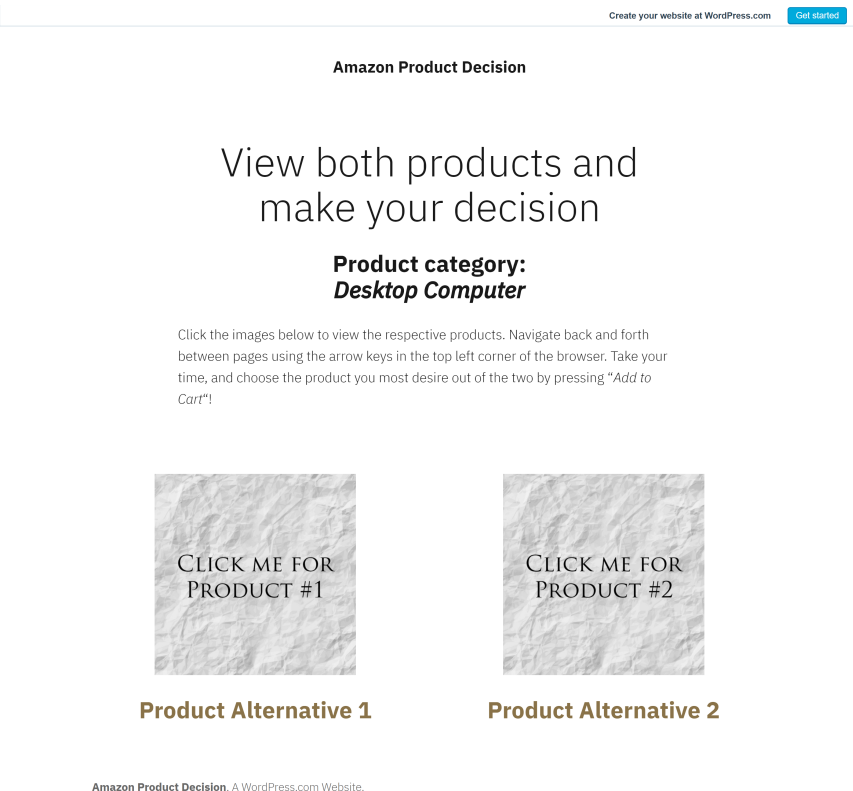 Create your website at WordPress.com
Get started
Amazon Product Decision
View both products and
make your decision
Product category:
Desktop Computer
Click the images below to view the respective products. Navigate back and forth
between pages using the arrow keys in the top left corner of the browser. Take your
time, and choose the product you most desire out of the two by pressing “Add to
Cart“!
Click me for
Product #1
Click me for
Product #2
Product Alternative 1
Product Alternative 2
Amazon Product Decision. A WordPress.com Website.